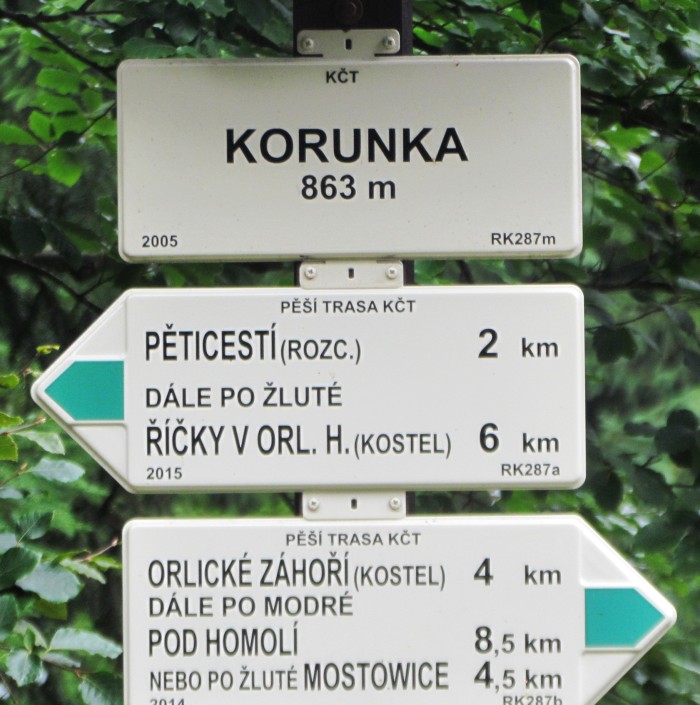 KČT
KORUNKA
863 m
2005 RK287m
PĚŠÍ TRASA KČT
PĚTICESTÍ (ROZC.) 2 km
DÁLE PO ŽLUTÉ
ŘÍČKY V ORL. H. (KOSTEL) 6 km
2015 RK287a
PĚŠÍ TRASA KČT
ORLICKÉ ZÁHOŘÍ (KOSTEL) 4 km
DÁLE PO MODRÉ
POD HOMOLÍ 8,5 km
NEBO PO ŽLUTÉ MOSTOWICE 4,5 km
2014 RK287b